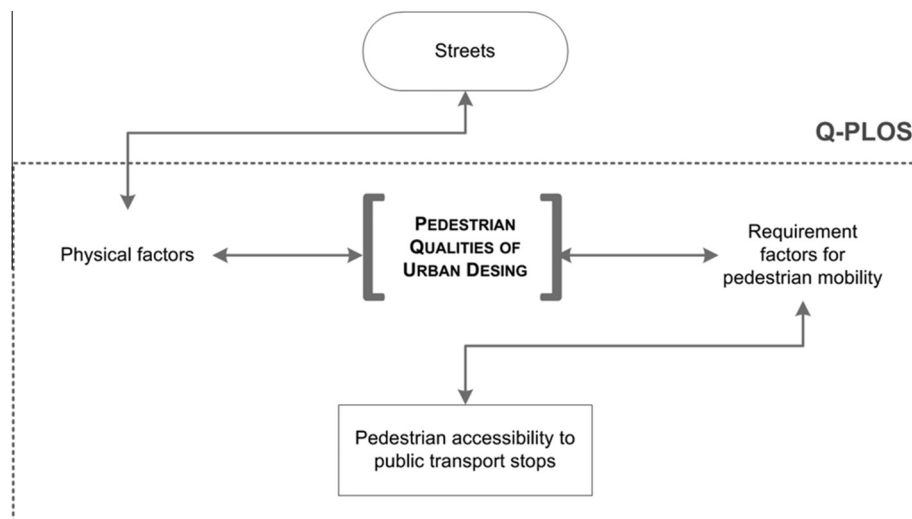 Streets
Q-PLOS
Physical factors
PEDESTRIAN
QUALITIES OF
URBAN DESING
Requirement
factors for
pedestrian mobility
Pedestrian accessibility to
public transport stops